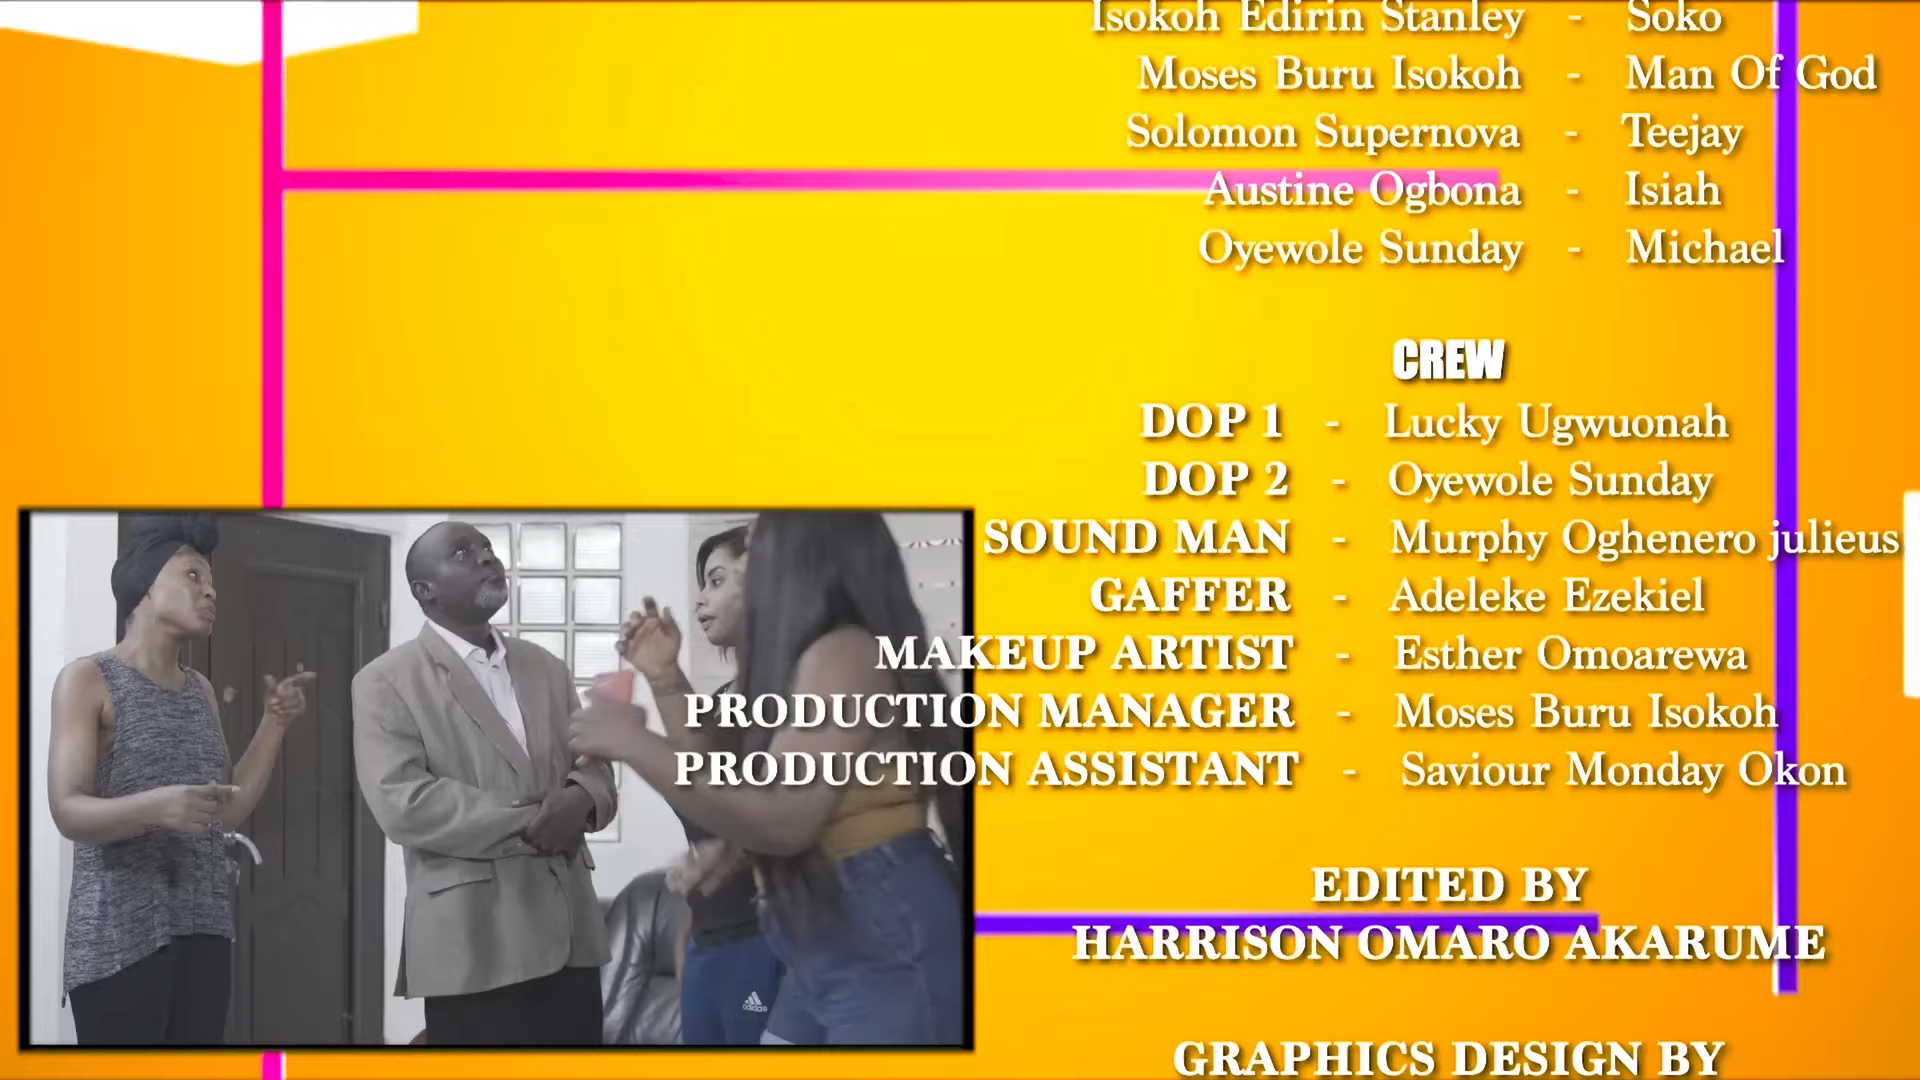 Isokoh Edirin Stanley - Soko
Moses Buru Isokoh - Man Of God
Solomon Supernova - Teejay
Austine Ogbona - Isiah
Oyewole Sunday - Michael
CREW
DOP 1 - Lucky Ugwuonah
DOP 2 - Oyewole Sunday
SOUND MAN - Murphy Oghenero julieus
GAFFER - Adeleke Ezekiel
MAKEUP ARTIST - Esther Omoarewa
PRODUCTION MANAGER - Moses Buru Isokoh
PRODUCTION ASSISTANT - Saviour Monday Okon
EDITED BY
HARRISON OMARO AKARUME
adidas
GRAPHICS DESIGN BY